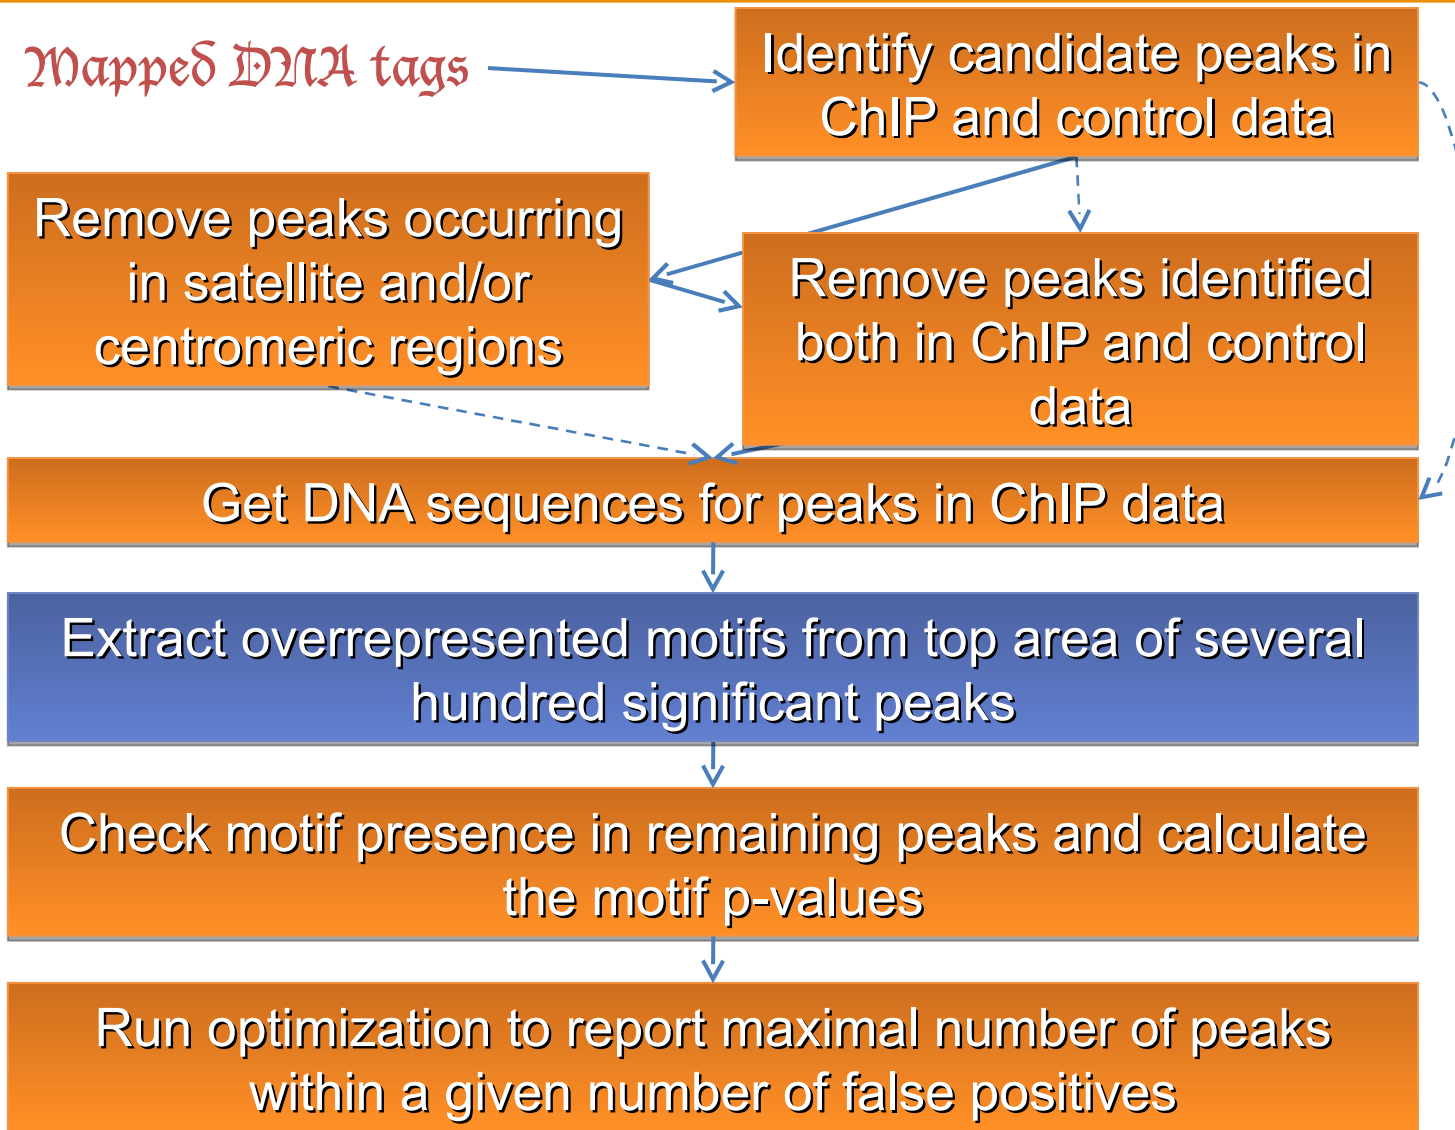 Mapped DNA tags
Identify candidate peaks in
ChIP and control data
Remove peaks occurring
in satellite and/or
centromeric regions
Remove peaks identified
both in ChIP and control
data
Get DNA sequences for peaks in ChIP data
Extract overrepresented motifs from top area of several
hundred significant peaks
Check motif presence in remaining peaks and calculate
the motif p-values
Run optimization to report maximal number of peaks
within a given number of false positives